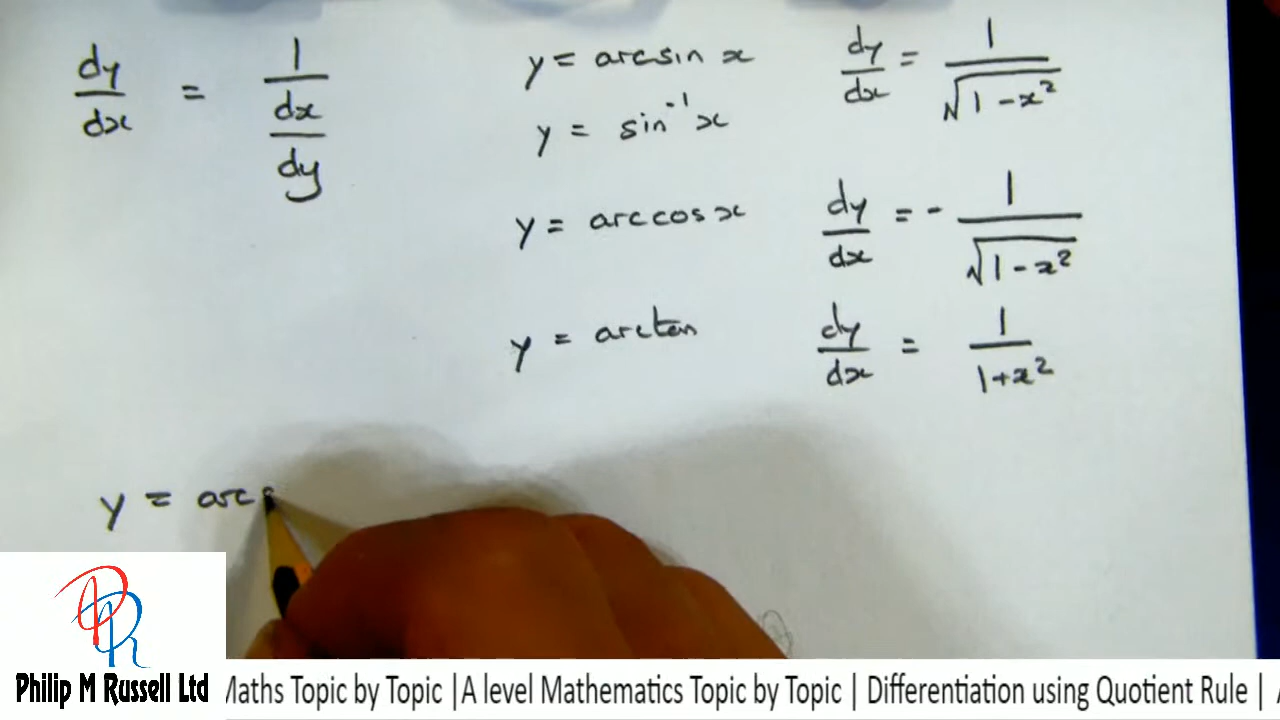 dy/dx = 1/(dx/dy)
y = arcsin x dy/dx = 1/√(1-x²)
y = sin⁻¹x
y = arccos x dy/dx = - 1/√(1-x²)
y = arctan dy/dx = 1/(1+x²)
y = arc
Philip M Russell Ltd
Maths Topic by Topic | A level Mathematics Topic by Topic | Differentiation using Quotient Rule |